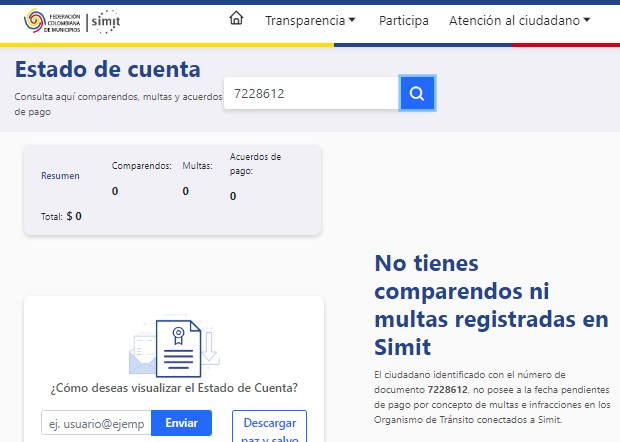 FEDERACIÓN
COLOMBIANA
DE MUNICIPIOS
simit
Transparencia
Participa
Atención al ciudadano
Estado de cuenta
Consulta aquí comparendos, multas y acuerdos
de pago
7228612
Resumen
Comparendos:
0
Multas:
0
Acuerdos de
pago:
0
Total: $ 0
No tienes
comparendos ni
multas registradas en
Simit
El ciudadano identificado con el número de
documento 7228612, no posee a la fecha pendientes
de pago por concepto de multas e infracciones en los
Organismo de Tránsito conectados a Simit.
¿Cómo deseas visualizar el Estado de Cuenta?
ej. usuario@ejemp
Enviar
Descargar
paz y salvo